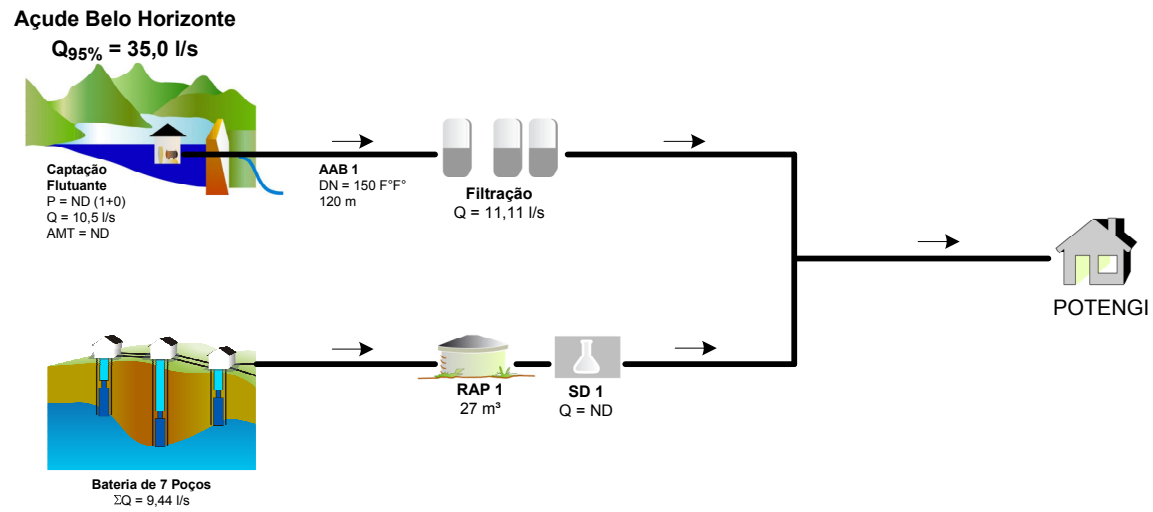 Açude Belo Horizonte
Q95% = 35,0 l/s
Captação
Flutuante
P = ND (1+0)
Q = 10,5 l/s
AMT = ND
AAB 1
DN = 150 F°F°
120 m
Filtração
Q = 11,11 l/s
POTENGI
RAP 1
27 m³
SD 1
Q = ND
Bateria de 7 Poços
ΣQ = 9,44 l/s